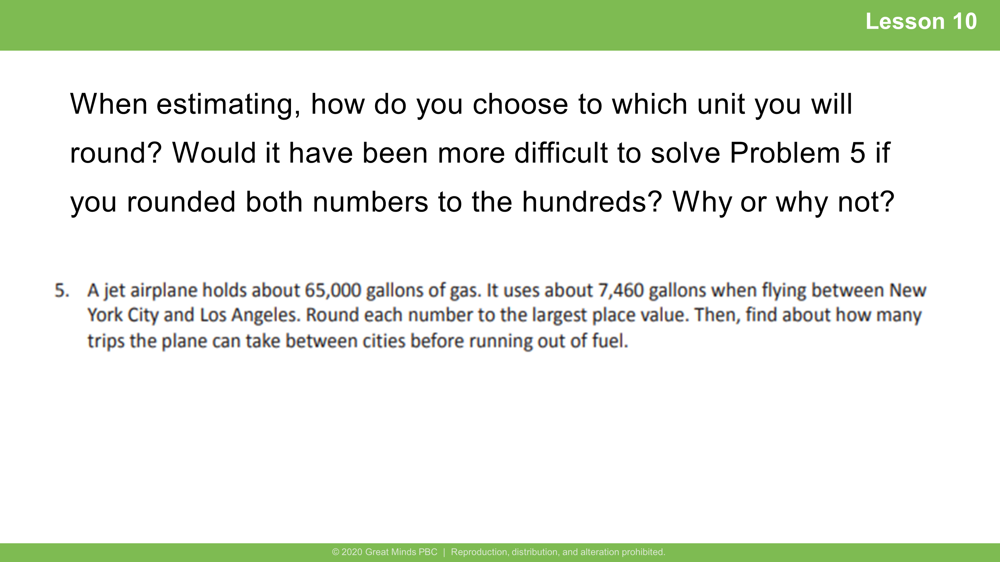 Lesson 10
When estimating, how do you choose to which unit you will
round? Would it have been more difficult to solve Problem 5 if
you rounded both numbers to the hundreds? Why or why not?
5. A jet airplane holds about 65,000 gallons of gas. It uses about 7,460 gallons when flying between New
York City and Los Angeles. Round each number to the largest place value. Then, find about how many
trips the plane can take between cities before running out of fuel.
© 2020 Great Minds PBC | Reproduction, distribution, and alteration prohibited.